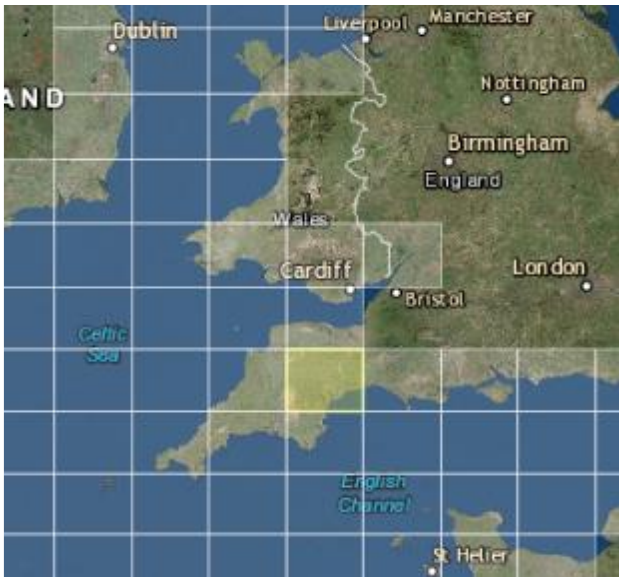 Liverpool
Manchester
Dublin
AND
Nottingham
Birmingham
England
Wales
Cardiff
London
Bristol
Celtic
Sea
English
Channel
St Helier